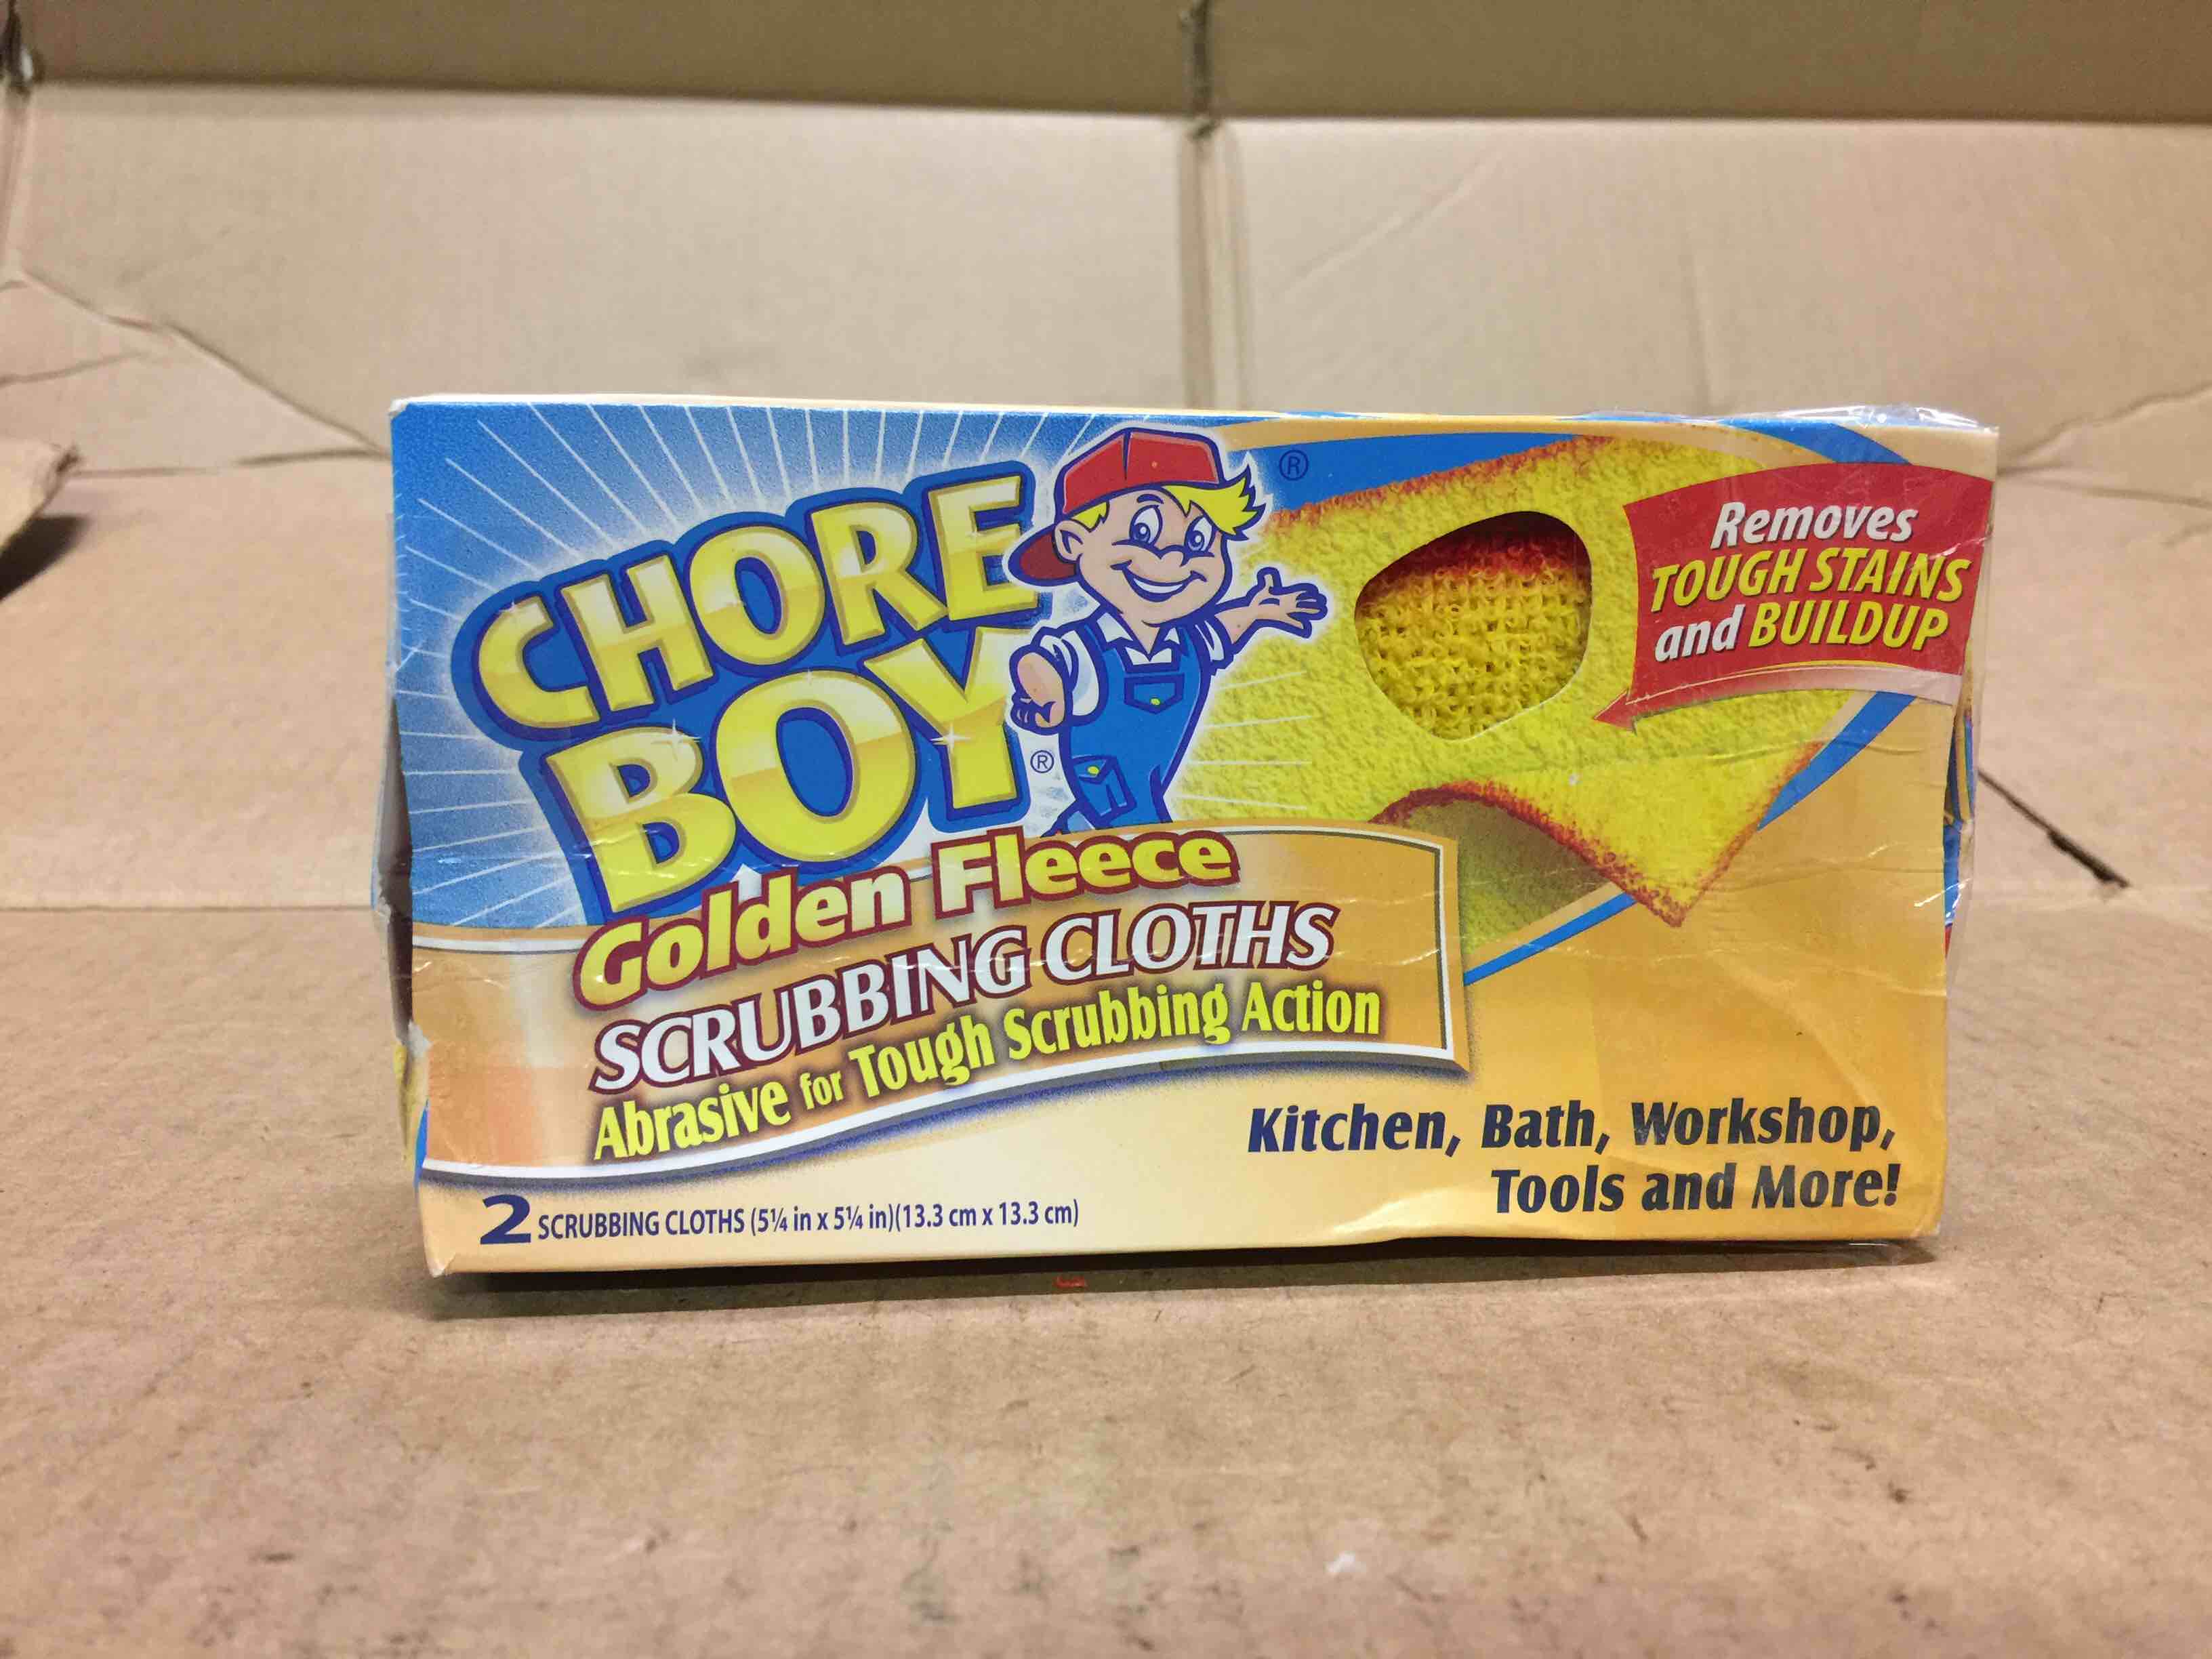 CHORE
BOY®
®
Golden Fleece
SCRUBBING CLOTHS
Abrasive for Tough Scrubbing Action
Removes
TOUGH STAINS
and BUILDUP
Kitchen, Bath, Workshop,
Tools and More!
2 SCRUBBING CLOTHS (5¼ in x 5¼ in)(13.3 cm x 13.3 cm)